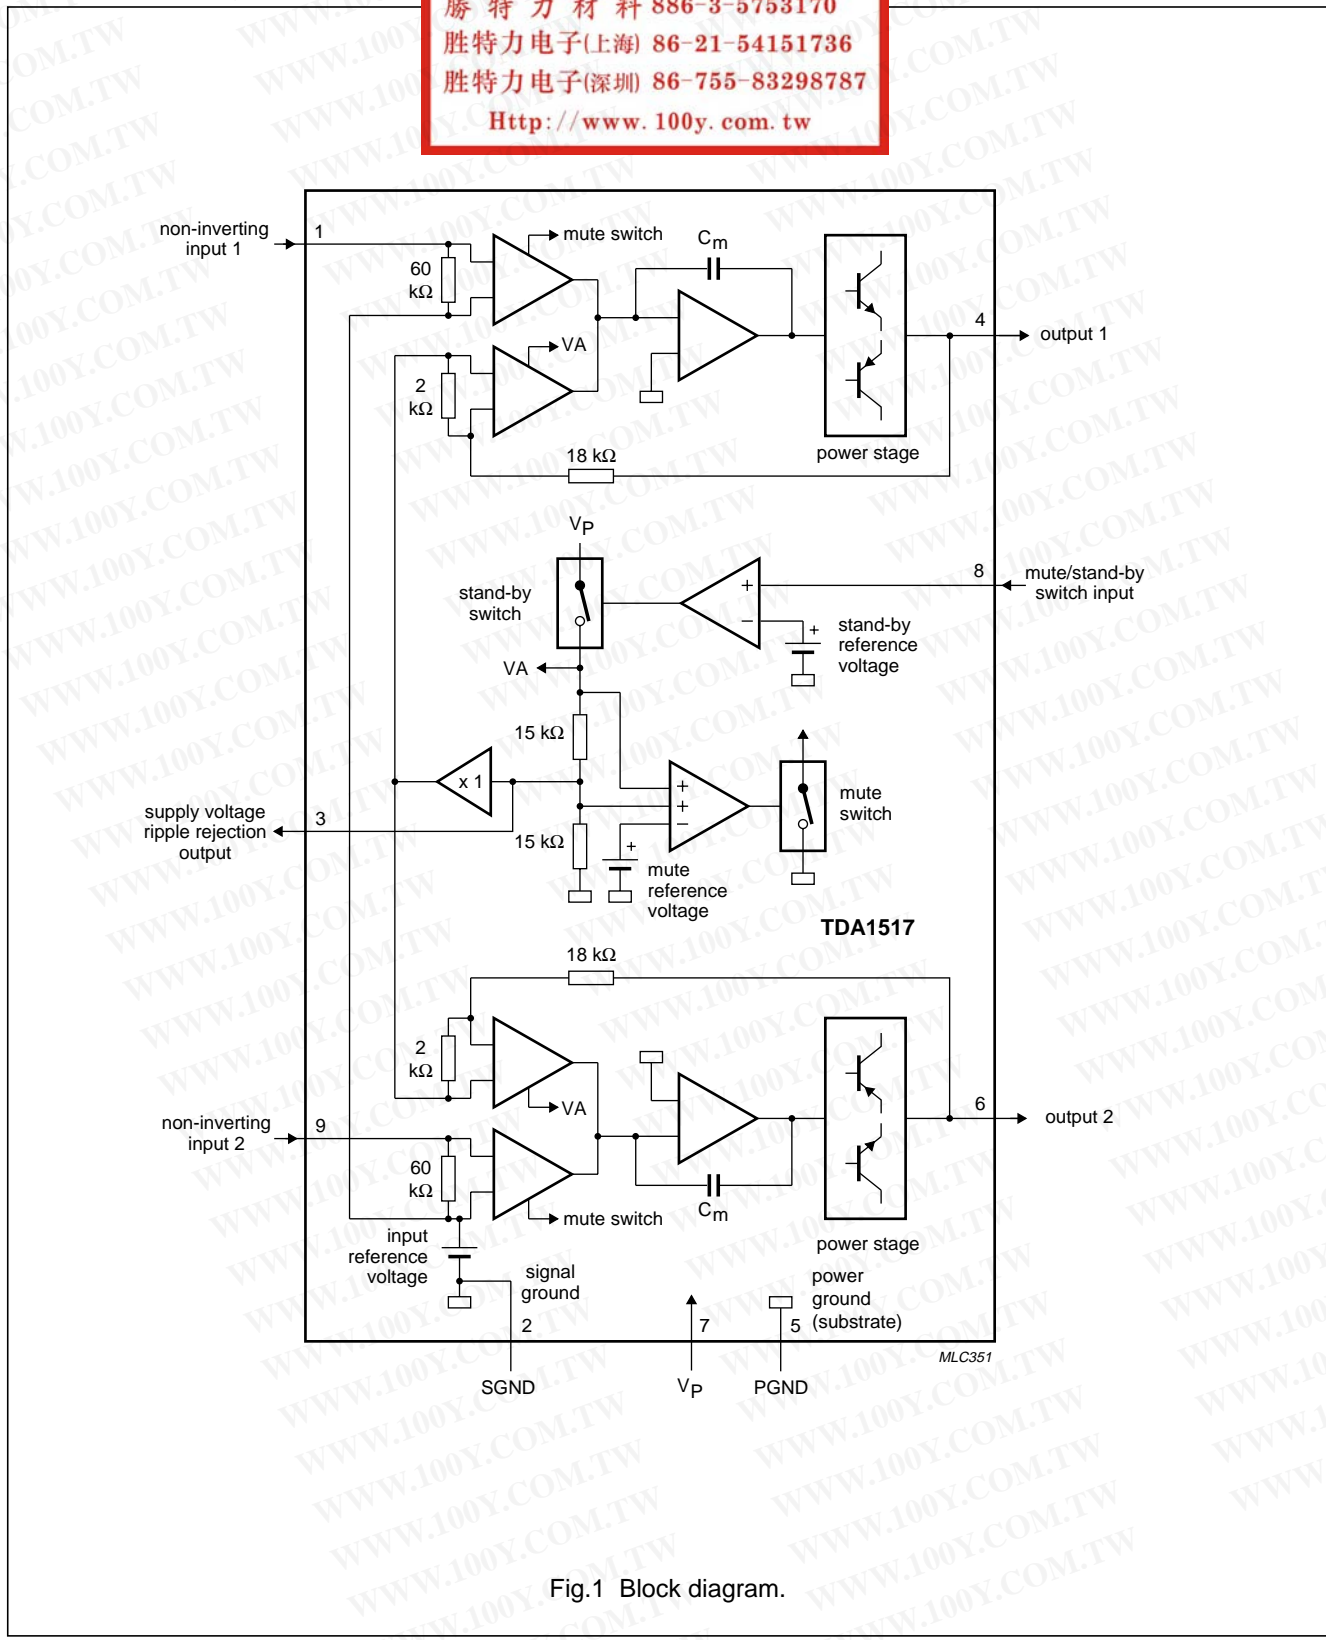 勝 特 力 材 料 886-3-5753170
胜特力电子(上海) 86-21-54151736
胜特力电子(深圳) 86-755-83298787
Http://www.100y.com.tw
non-inverting
input 1
1
60
kΩ
mute switch
Cm
VA
2
kΩ
18 kΩ
power stage
4
output 1
VP
stand-by
switch
+
−
8
mute/stand-by
switch input
+
stand-by
reference
voltage
VA
15 kΩ
x 1
+
+
−
mute
switch
supply voltage
ripple rejection
output
3
15 kΩ
+
mute
reference
voltage
TDA1517
18 kΩ
2
kΩ
VA
non-inverting
input 2
9
60
kΩ
mute switch
Cm
6
output 2
power stage
input
reference
voltage
signal
ground
power
ground
(substrate)
2
7
5
MLC351
SGND
VP
PGND
Fig.1 Block diagram.
WWW.100Y.COM.TW